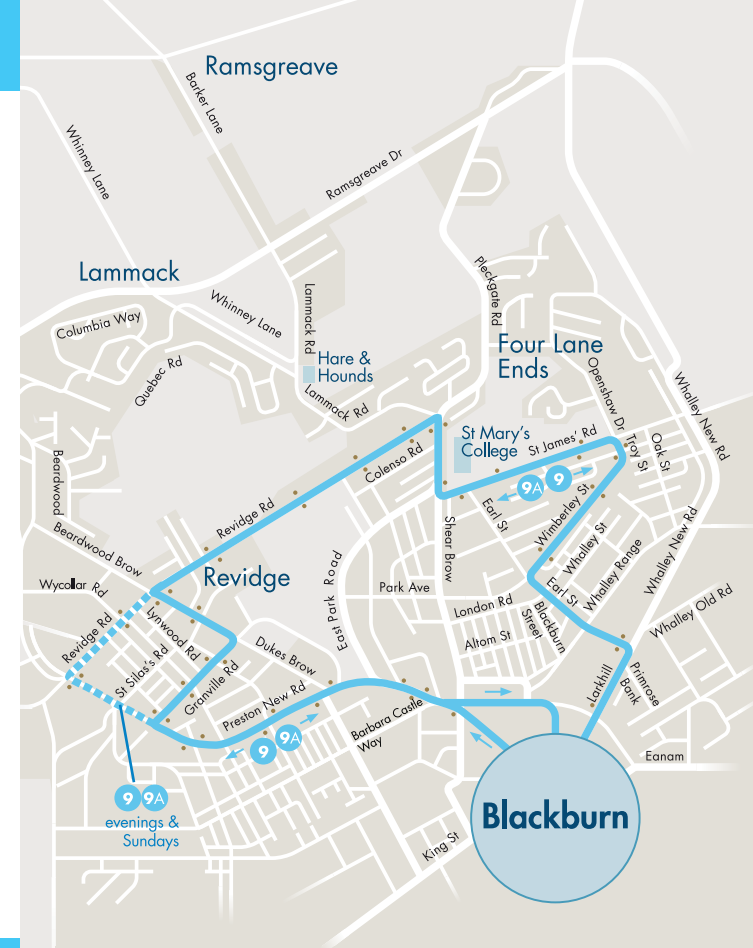 Ramsgreave
Barker Lane
Whinney Lane
Ramsgreave Dr
Lammack
Whinney Lane
Columbia Way
Lammack Rd
Pleckgate Rd
Quebec Rd
Hare &
Hounds
Four Lane
Ends
Openshaw Dr
Whalley New Rd
Lammack Rd
St Mary's
College
St James' Rd
Troy St
Oak St
Beardwood
Colenso Rd
9A
9
Revidge Rd
Earl St
Wimberley St
Beardwood Brow
Shear Brow
Whalley St
Whalley Range
Whalley New Rd
East Park Road
Revidge
Wycollar Rd
Park Ave
Earl St
London Rd
Blackburn
Street
Whalley Old Rd
Revidge Rd
Lynwood Rd
Altom St
St Silas's Rd
Dukes Brow
Granville Rd
Preston New Rd
Larkhill
Primrose
Bank
Barbara Castle
Way
9
9A
Eanam
9
9A
evenings &
Sundays
Blackburn
King St